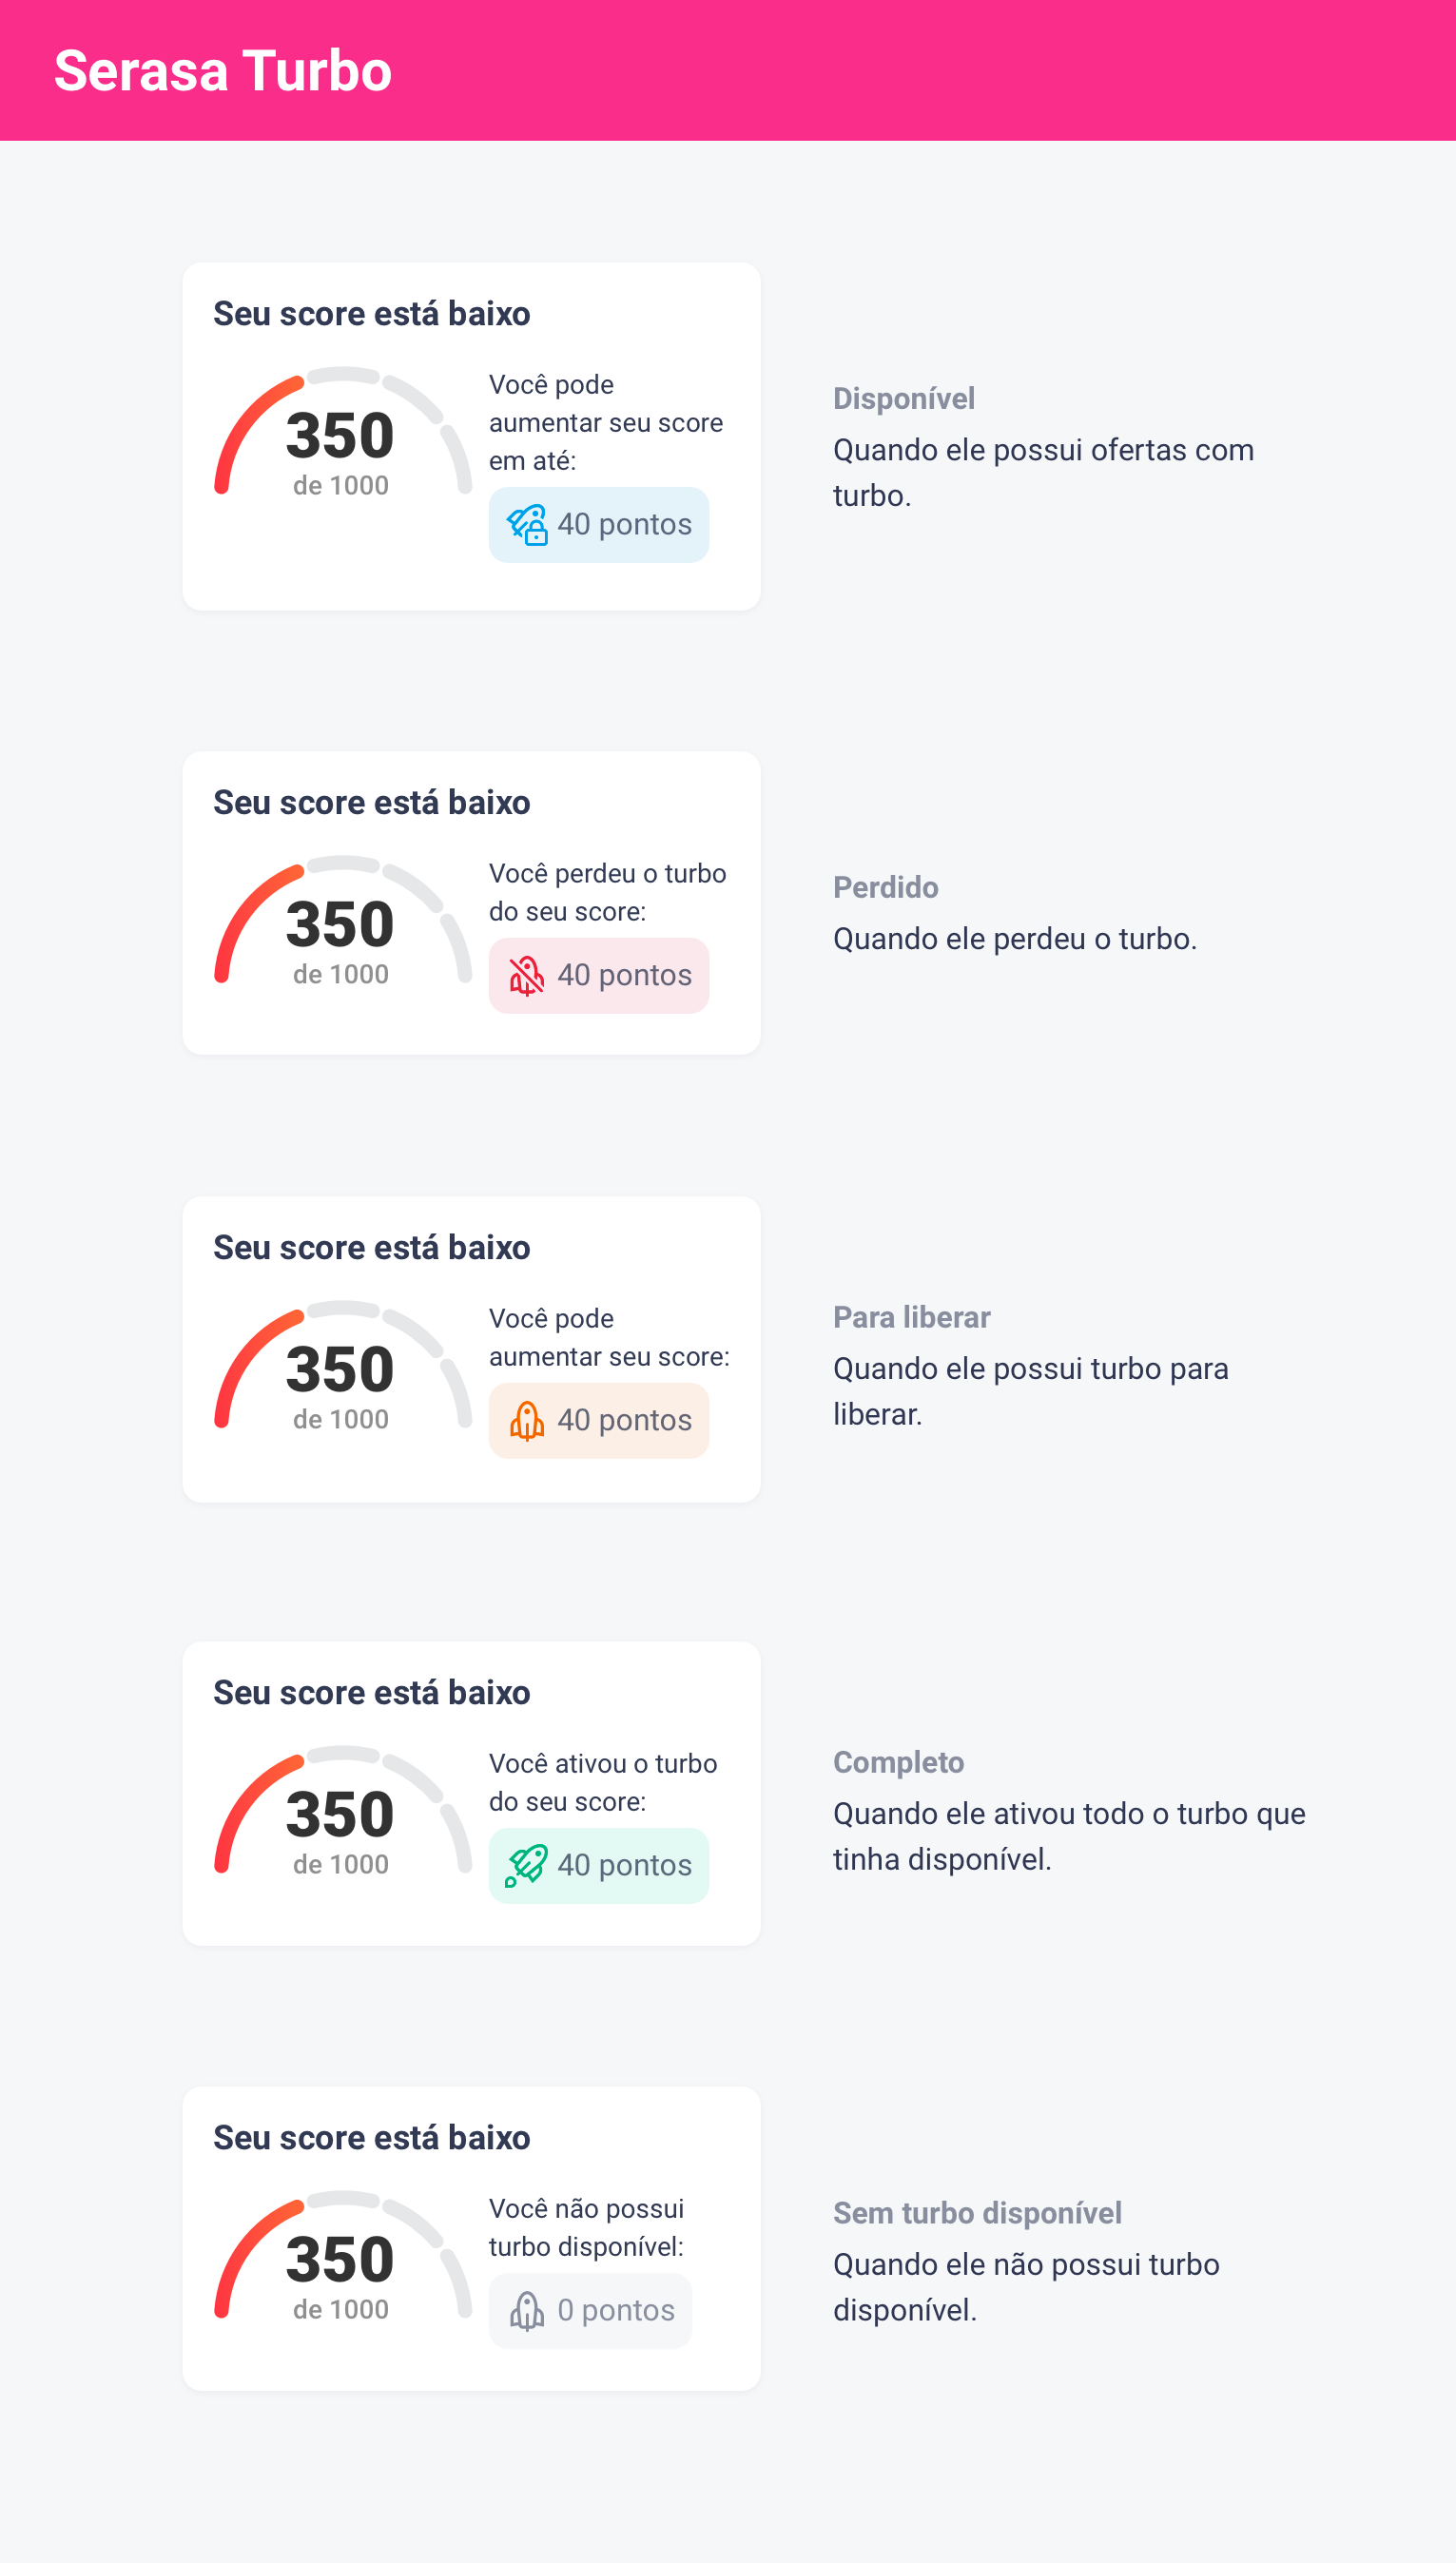 Serasa Turbo
Seu score está baixo
350
de 1000
Você pode
aumentar seu score
em até:
40 pontos
Disponível
Quando ele possui ofertas com
turbo.
Seu score está baixo
350
de 1000
Você perdeu o turbo
do seu score:
40 pontos
Perdido
Quando ele perdeu o turbo.
Seu score está baixo
350
de 1000
Você pode
aumentar seu score:
40 pontos
Para liberar
Quando ele possui turbo para
liberar.
Seu score está baixo
350
de 1000
Você ativou o turbo
do seu score:
40 pontos
Completo
Quando ele ativou todo o turbo que
tinha disponível.
Seu score está baixo
350
de 1000
Você não possui
turbo disponível:
0 pontos
Sem turbo disponível
Quando ele não possui turbo
disponível.